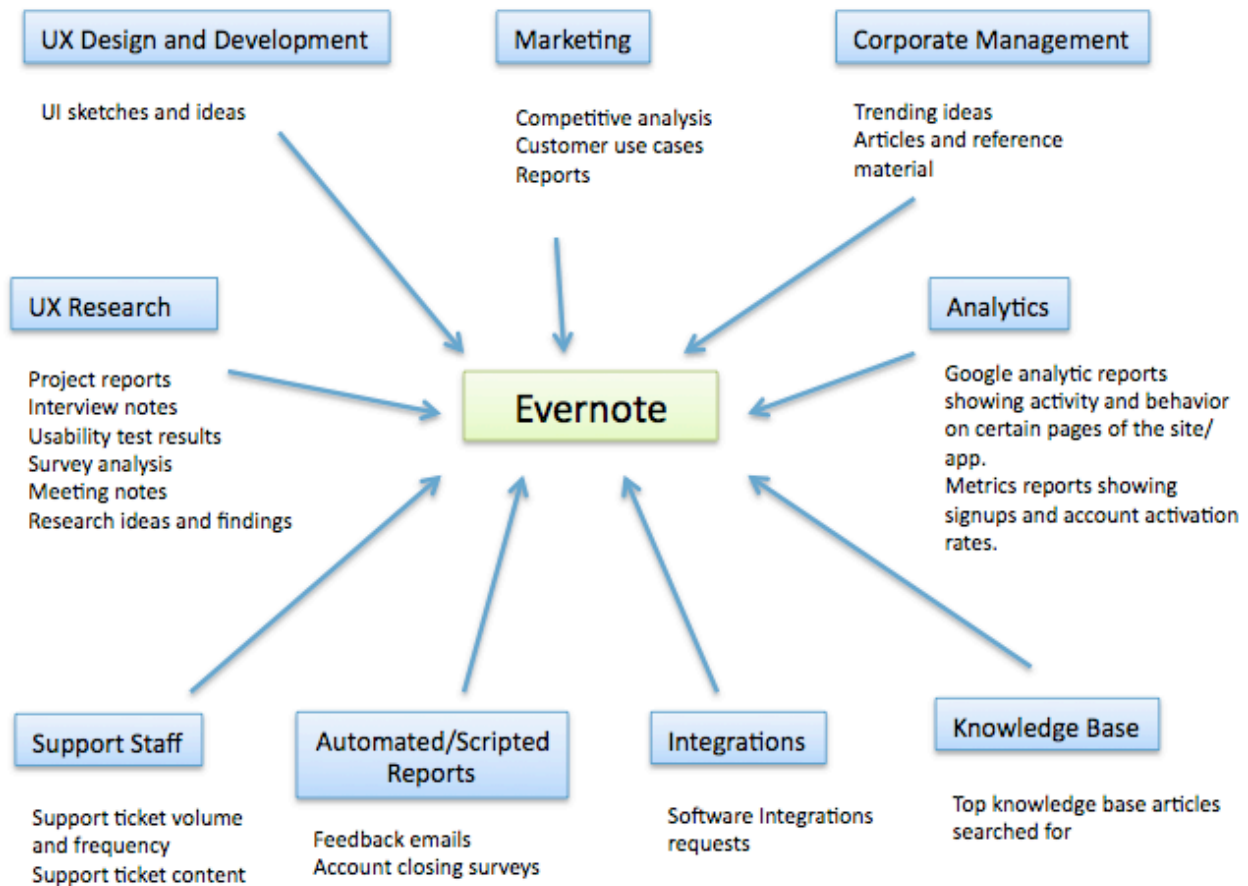 UX Design and Development
UI sketches and ideas
Marketing
Competitive analysis
Customer use cases
Reports
Corporate Management
Trending ideas
Articles and reference
material
UX Research
Project reports
Interview notes
Usability test results
Survey analysis
Meeting notes
Research ideas and findings
Evernote
Analytics
Google analytic reports
showing activity and behavior
on certain pages of the site/
app.
Metrics reports showing
signups and account activation
rates.
Support Staff
Support ticket volume
and frequency
Support ticket content
Automated/Scripted
Reports
Feedback emails
Account closing surveys
Integrations
Software Integrations
requests
Knowledge Base
Top knowledge base articles
searched for